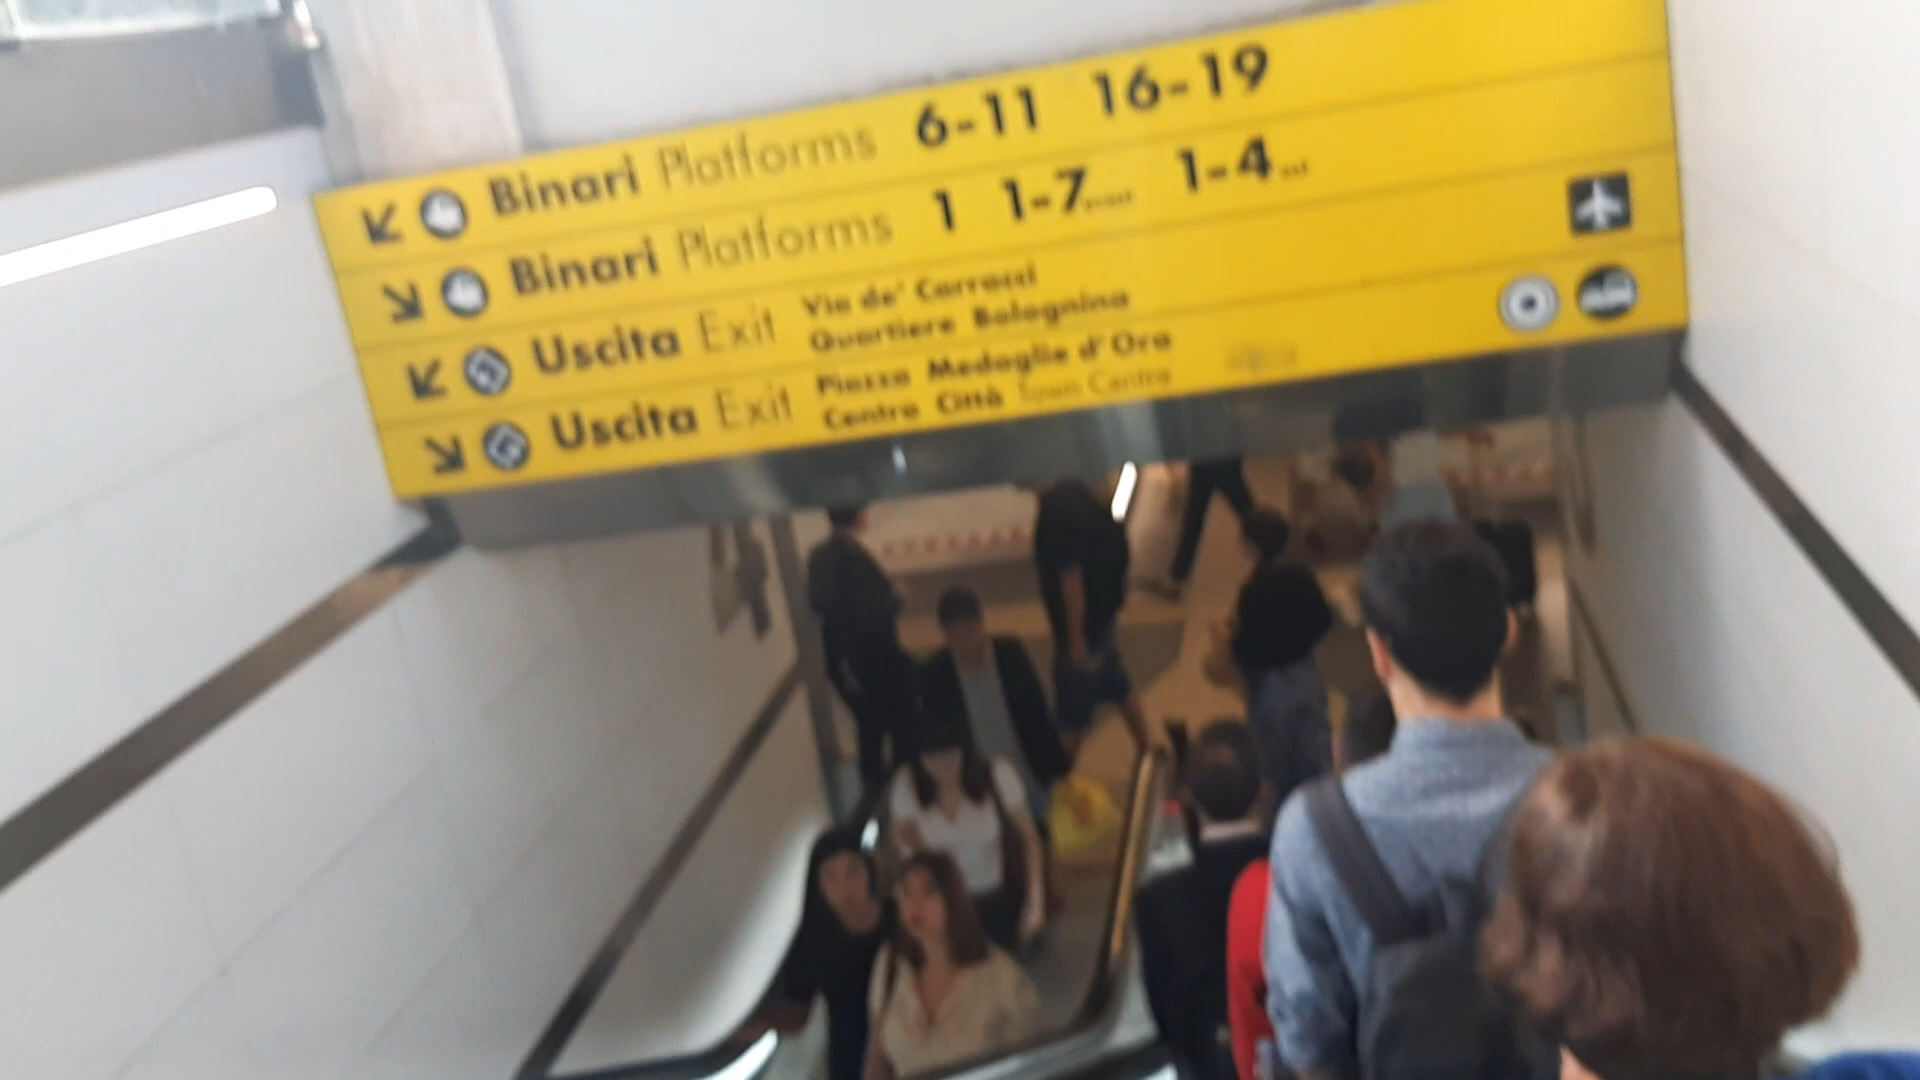 Binari Platforms 6-11 16-19
Binari Platforms 1 1-7 1-4
Uscita Exit Via de' Carracci
Quartiere Bolognina
Uscita Exit Piazza Medaglie d'Oro
Centro Città Town Centre